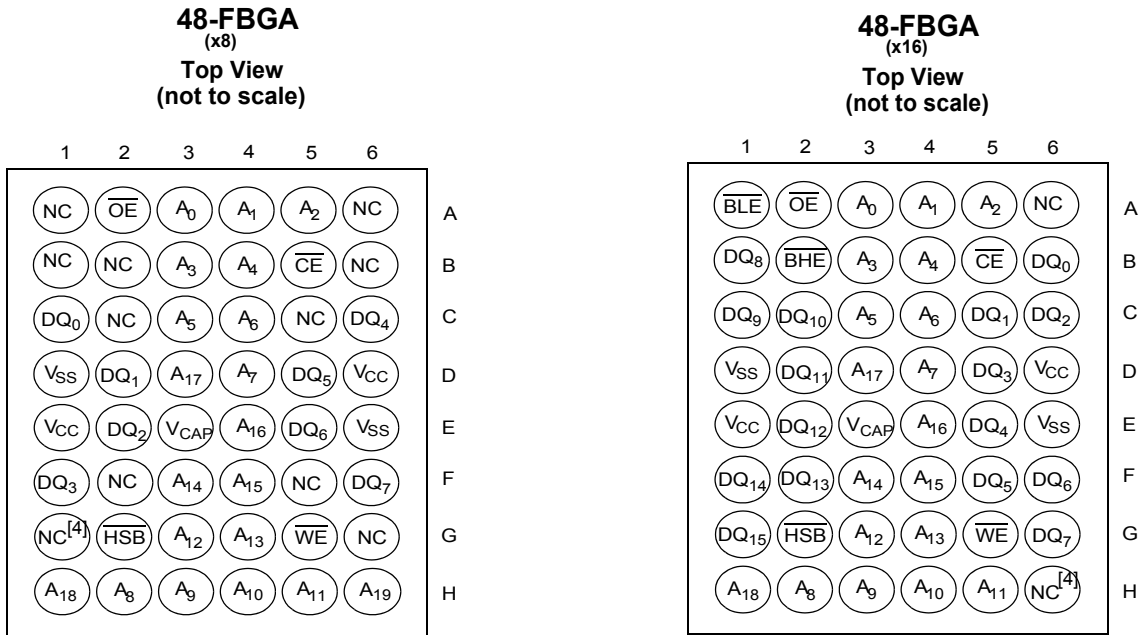 48-FBGA
(x8)
Top View
(not to scale)
1 2 3 4 5 6
NC OE A0 A1 A2 NC A
NC NC A3 A4 CE NC B
DQ0 NC A5 A6 NC DQ4 C
VSS DQ1 A17 A7 DQ5 VCC D
VCC DQ2 VCAP A16 DQ6 VSS E
DQ3 NC A14 A15 NC DQ7 F
NC[4] HSB A12 A13 WE NC G
A18 A8 A9 A10 A11 A19 H
48-FBGA
(x16)
Top View
(not to scale)
1 2 3 4 5 6
BLE OE A0 A1 A2 NC A
DQ8 BHE A3 A4 CE DQ0 B
DQ9 DQ10 A5 A6 DQ1 DQ2 C
VSS DQ11 A17 A7 DQ3 VCC D
VCC DQ12 VCAP A16 DQ4 VSS E
DQ14 DQ13 A14 A15 DQ5 DQ6 F
DQ15 HSB A12 A13 WE DQ7 G
A18 A8 A9 A10 A11 NC[4] H